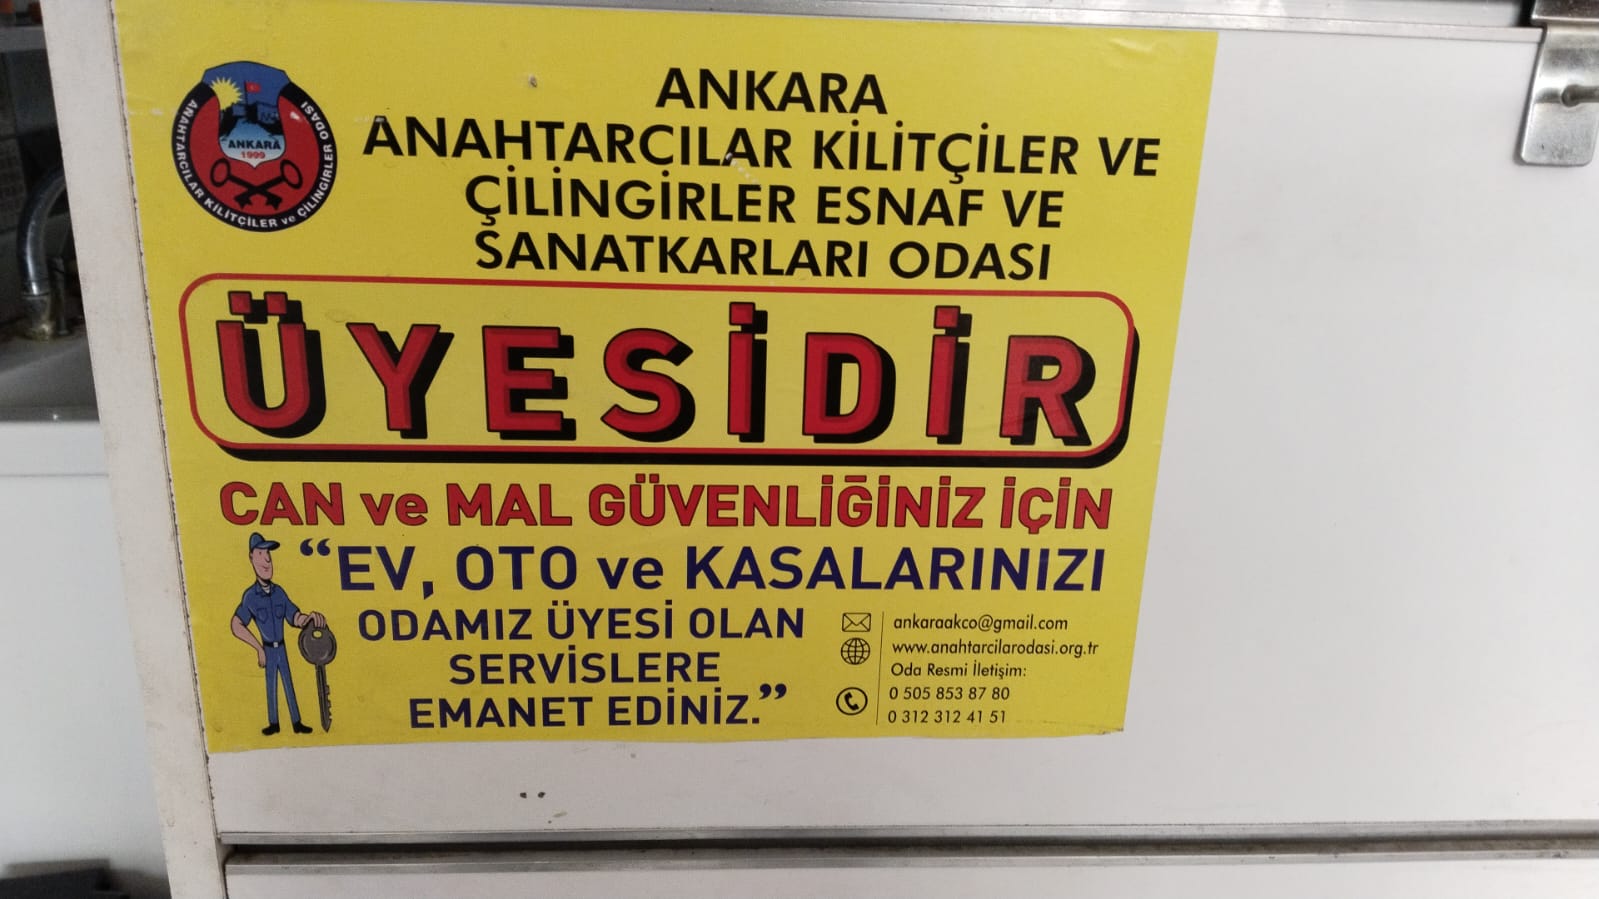 ANAHTARCILAR KİLİTÇİLER ve ÇİLİNGİRLER ODASI
ANKARA
1999
ANKARA
ANAHTARCILAR KİLİTÇİLER VE
ÇİLİNGİRLER ESNAF VE
SANATKARLARI ODASI
ÜYESİDİR
CAN ve MAL GÜVENLİĞİNİZ İÇİN
“EV, OTO ve KASALARINIZI
ODAMIZ ÜYESİ OLAN
SERVİSLERE
EMANET EDİNİZ.”
ankaraakco@gmail.com
www.anahtarcilarodasi.org.tr
Oda Resmi İletişim:
0 505 853 87 80
0 312 312 41 51